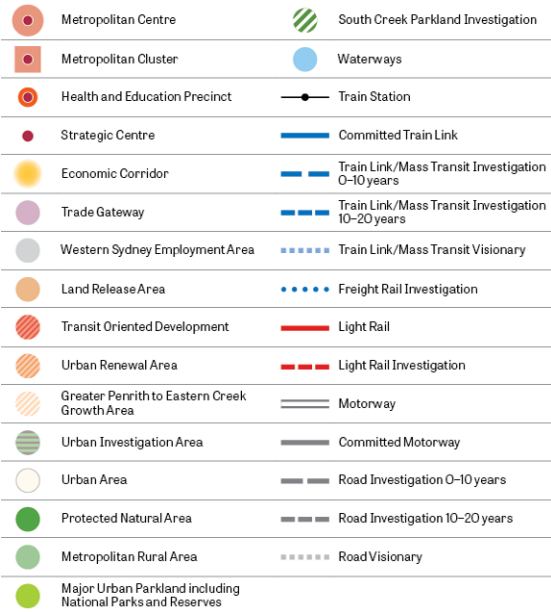 Metropolitan Centre
Metropolitan Cluster
Health and Education Precinct
Strategic Centre
Economic Corridor
Trade Gateway
Western Sydney Employment Area
Land Release Area
Transit Oriented Development
Urban Renewal Area
Greater Penrith to Eastern Creek
Growth Area
Urban Investigation Area
Urban Area
Protected Natural Area
Metropolitan Rural Area
Major Urban Parkland including
National Parks and Reserves
South Creek Parkland Investigation
Waterways
Train Station
Committed Train Link
Train Link/Mass Transit Investigation
0–10 years
Train Link/Mass Transit Investigation
10–20 years
Train Link/Mass Transit Visionary
Freight Rail Investigation
Light Rail
Light Rail Investigation
Motorway
Committed Motorway
Road Investigation 0–10 years
Road Investigation 10–20 years
Road Visionary